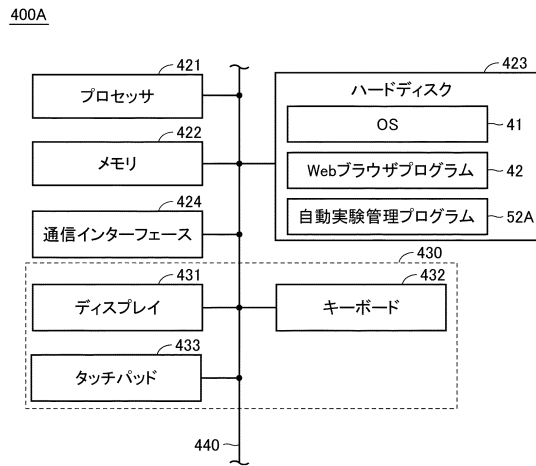 400A
421
プロセッサ
422
メモリ
424
通信インターフェース
423
ハードディスク
OS
41
Webブラウザプログラム
42
自動実験管理プログラム
52A
430
431
ディスプレイ
432
キーボード
433
タッチパッド
440